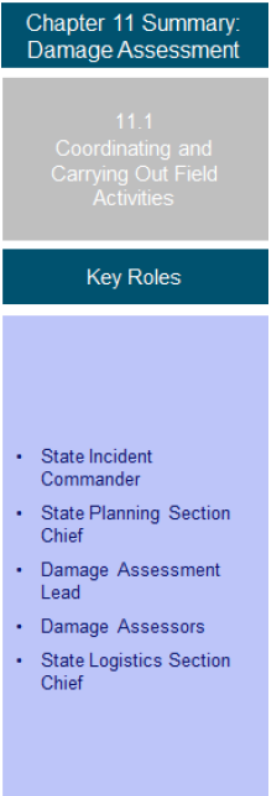 Chapter 11 Summary:
Damage Assessment
11.1
Coordinating and
Carrying Out Field
Activities
Key Roles
• State Incident
Commander
• State Planning Section
Chief
• Damage Assessment
Lead
• Damage Assessors
• State Logistics Section
Chief